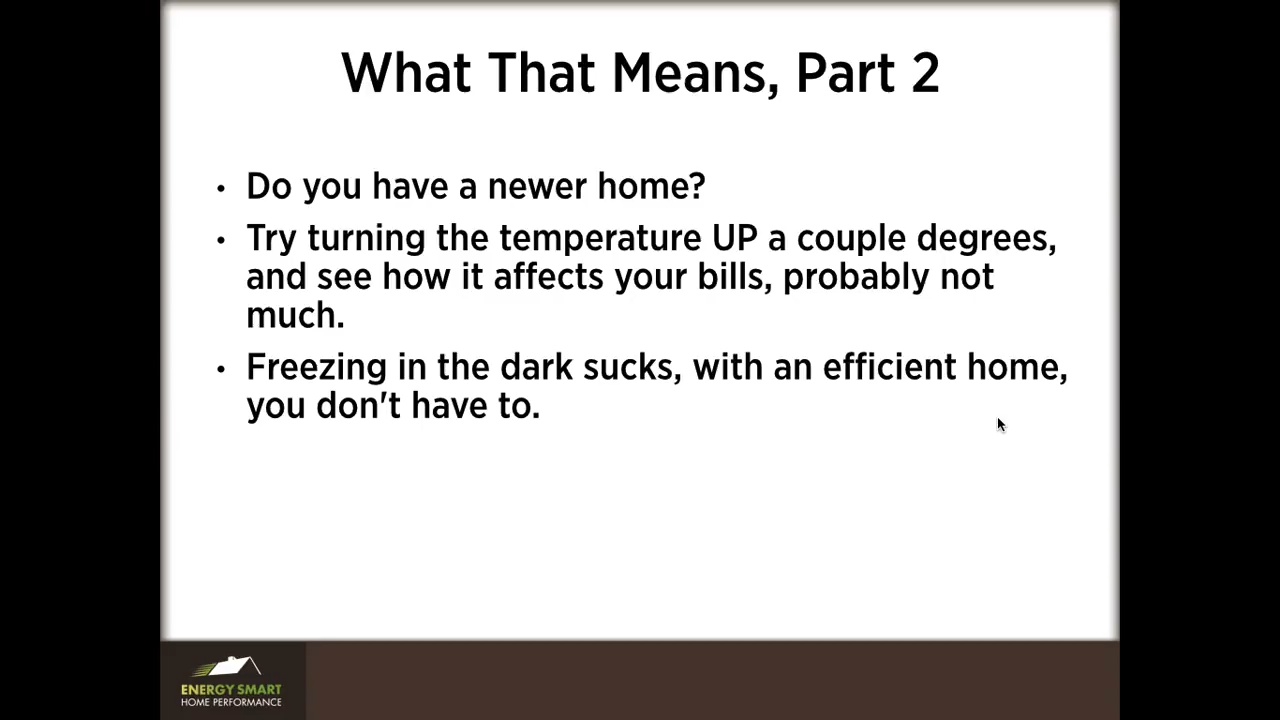 What That Means, Part 2
• Do you have a newer home?
• Try turning the temperature UP a couple degrees,
and see how it affects your bills, probably not
much.
• Freezing in the dark sucks, with an efficient home,
you don't have to.
ENERGY SMART
HOME PERFORMANCE